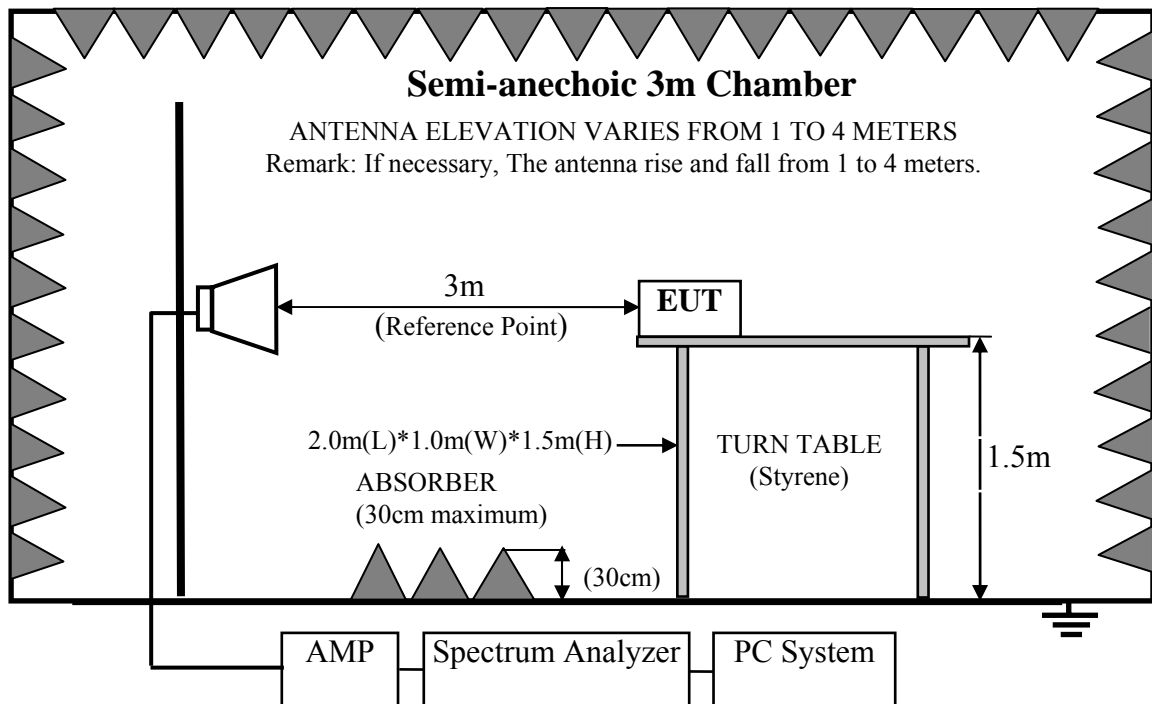 Semi-anechoic 3m Chamber
ANTENNA ELEVATION VARIES FROM 1 TO 4 METERS
Remark: If necessary, The antenna rise and fall from 1 to 4 meters.
3m
(Reference Point)
EUT
2.0m(L)*1.0m(W)*1.5m(H)
TURN TABLE
(Styrene)
1.5m
ABSORBER
(30cm maximum)
(30cm)
AMP
Spectrum Analyzer
PC System